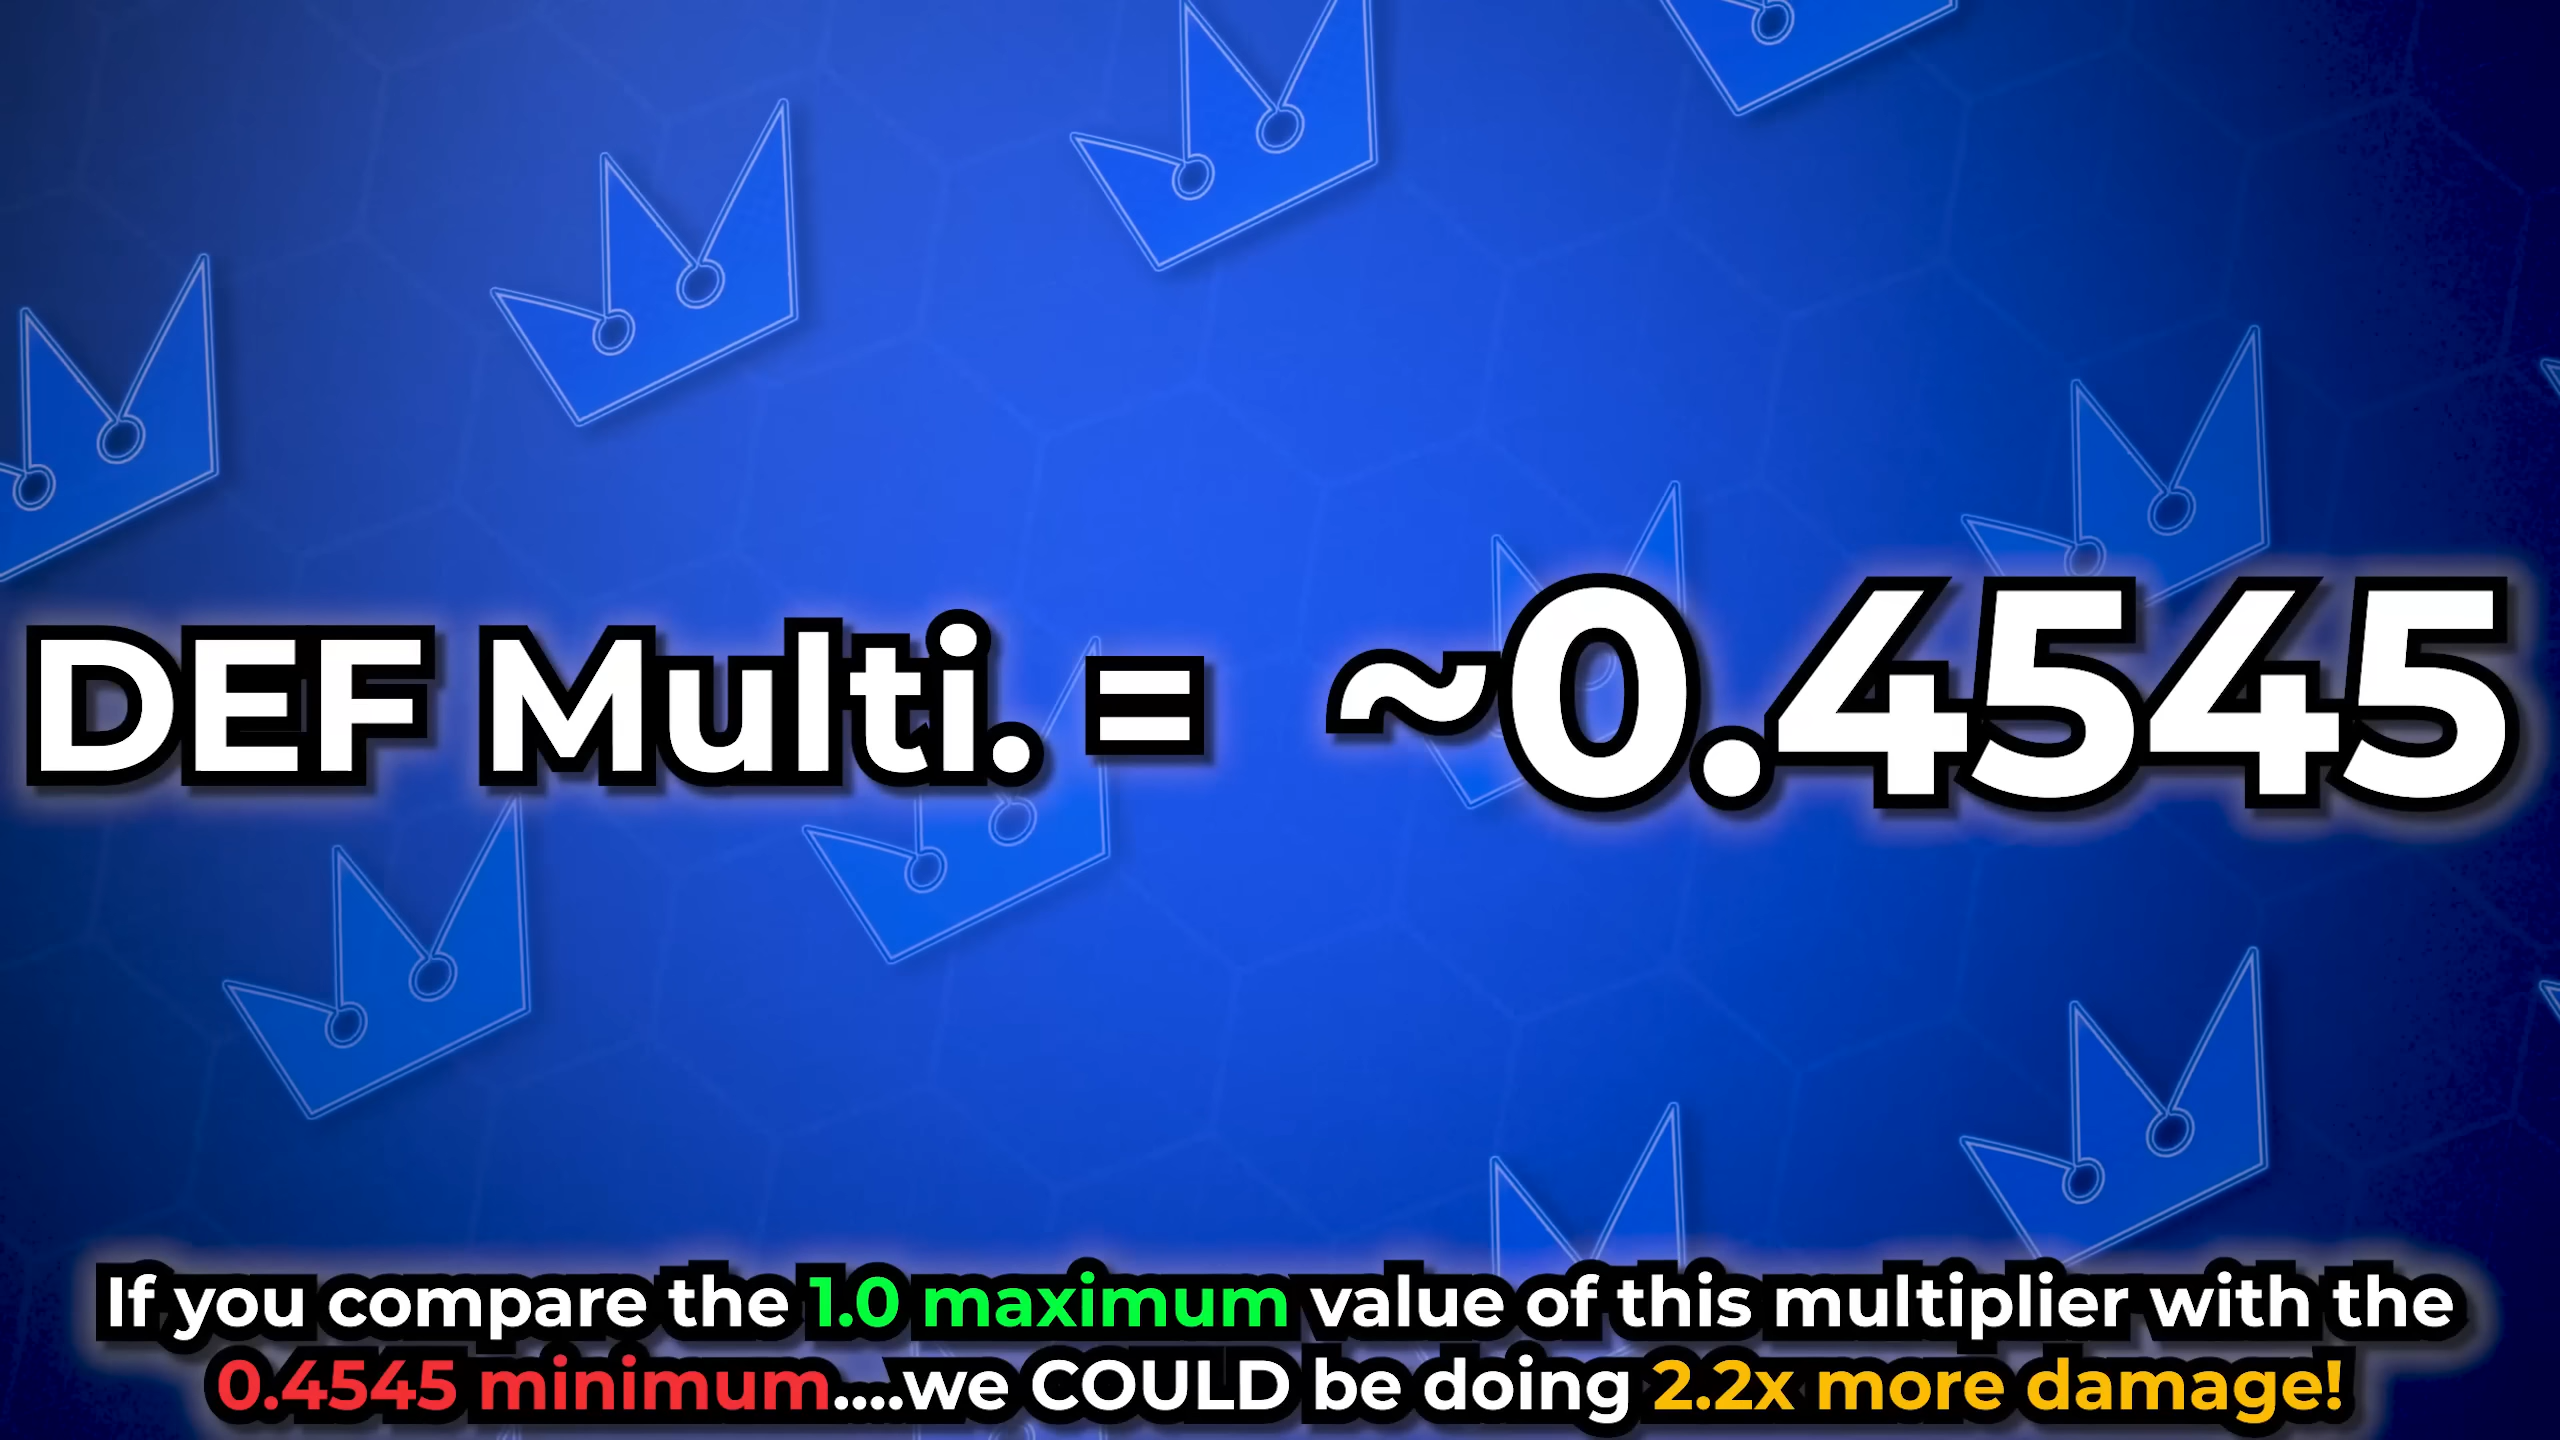 DEF Multi. = ~0.4545
If you compare the 1.0 maximum value of this multiplier with the
0.4545 minimum....we COULD be doing 2.2x more damage!